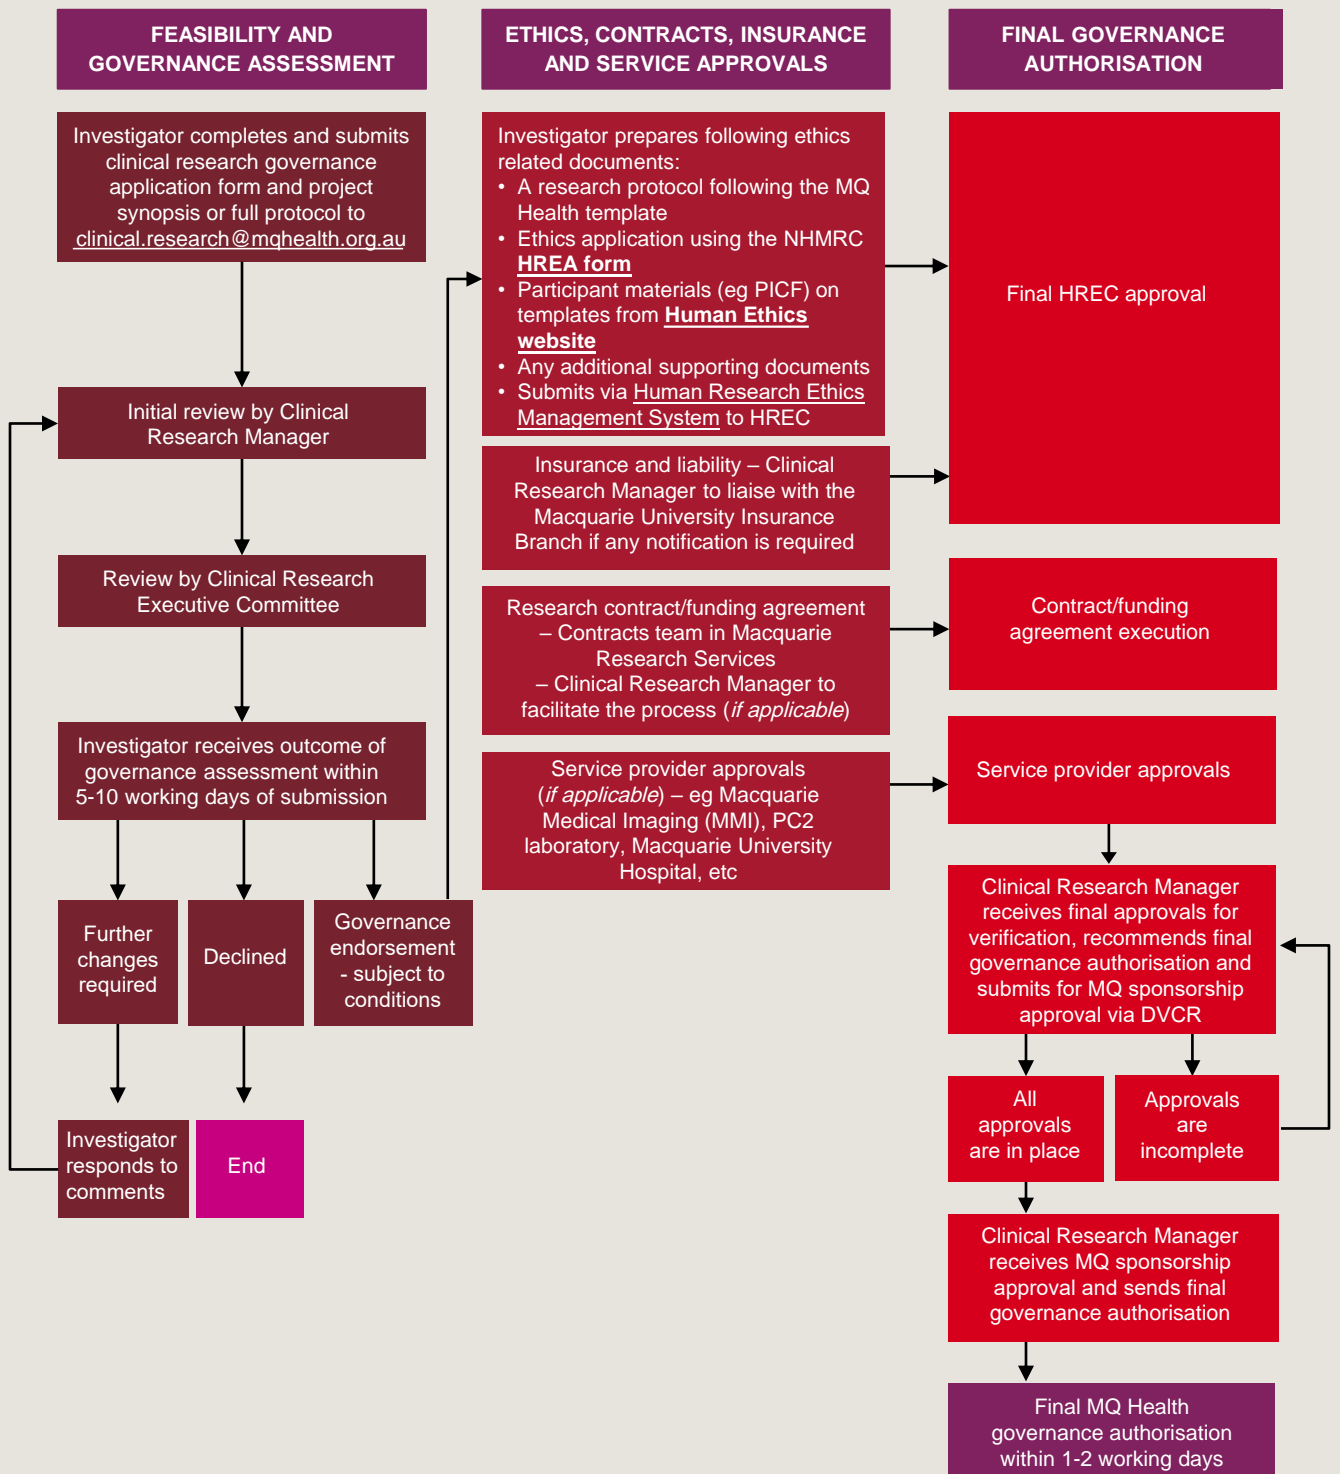 FEASIBILITY AND
GOVERNANCE ASSESSMENT
Investigator completes and submits
clinical research governance
application form and project
synopsis or full protocol to
clinical.research@mqhealth.org.au
Initial review by Clinical
Research Manager
Review by Clinical Research
Executive Committee
Investigator receives outcome of
governance assessment within
5-10 working days of submission
Further
changes
required
Declined
Governance
endorsement
- subject to
conditions
Investigator
responds to
comments
End
ETHICS, CONTRACTS, INSURANCE
AND SERVICE APPROVALS
Investigator prepares following ethics
related documents:
• A research protocol following the MQ
Health template
• Ethics application using the NHMRC
HREA form
• Participant materials (eg PICF) on
templates from Human Ethics
website
• Any additional supporting documents
• Submits via Human Research Ethics
Management System to HREC
Insurance and liability – Clinical
Research Manager to liaise with the
Macquarie University Insurance
Branch if any notification is required
Research contract/funding agreement
– Contracts team in Macquarie
Research Services
– Clinical Research Manager to
facilitate the process (if applicable)
Service provider approvals
(if applicable) – eg Macquarie
Medical Imaging (MMI), PC2
laboratory, Macquarie University
Hospital, etc
FINAL GOVERNANCE
AUTHORISATION
Final HREC approval
Contract/funding
agreement execution
Service provider approvals
Clinical Research Manager
receives final approvals for
verification, recommends final
governance authorisation and
submits for MQ sponsorship
approval via DVCR
All
approvals
are in place
Approvals
are
incomplete
Clinical Research Manager
receives MQ sponsorship
approval and sends final
governance authorisation
Final MQ Health
governance authorisation
within 1-2 working days